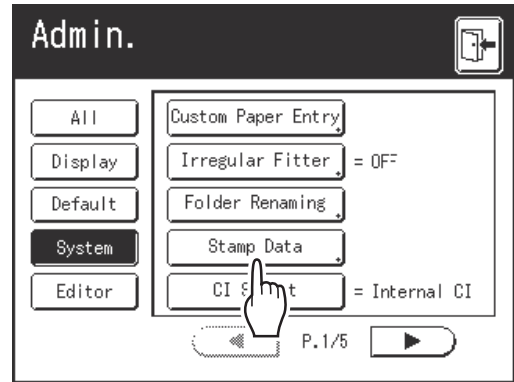 Admin.
All
Custom Paper Entry
Display
Irregular Fitter = OFF
Default
Folder Renaming
System
Stamp Data
Editor
CI = Internal CI
P.1/5